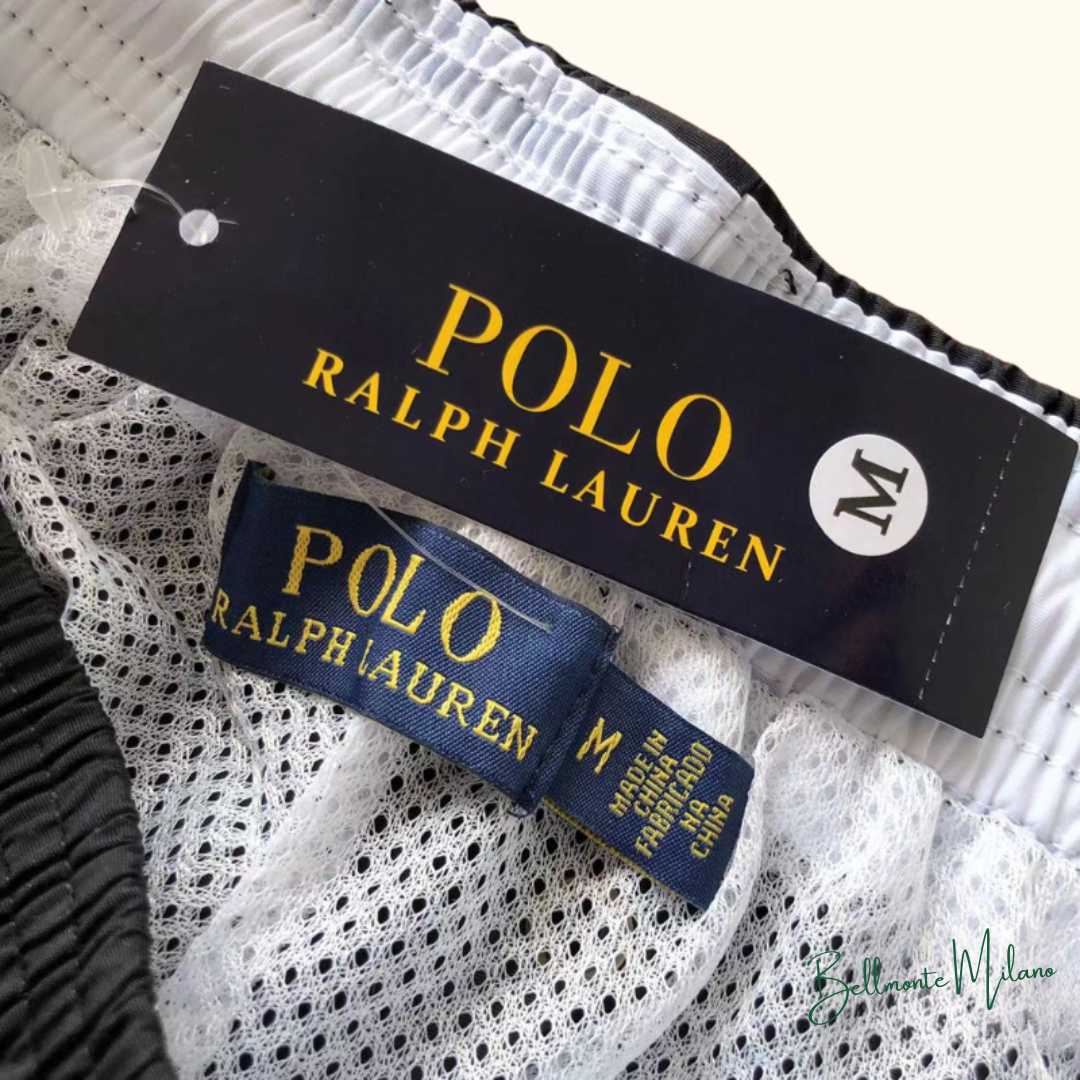 POLO
RALPH LAUREN
M
POLO
RALPH LAUREN
M
MADE IN
CHINA
FABRICADO
NA
CHINA
Bellmonte Milano